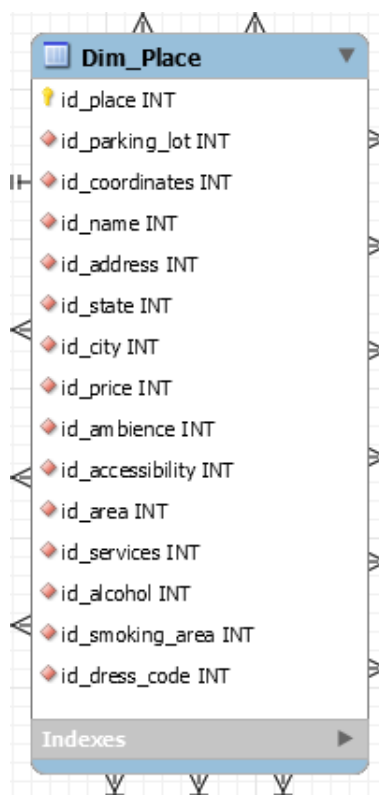 Dim_Place
id_place INT
id_parking_lot INT
id_coordinates INT
id_name INT
id_address INT
id_state INT
id_city INT
id_price INT
id_ambience INT
id_accessibility INT
id_area INT
id_services INT
id_alcohol INT
id_smoking_area INT
id_dress_code INT
Indexes